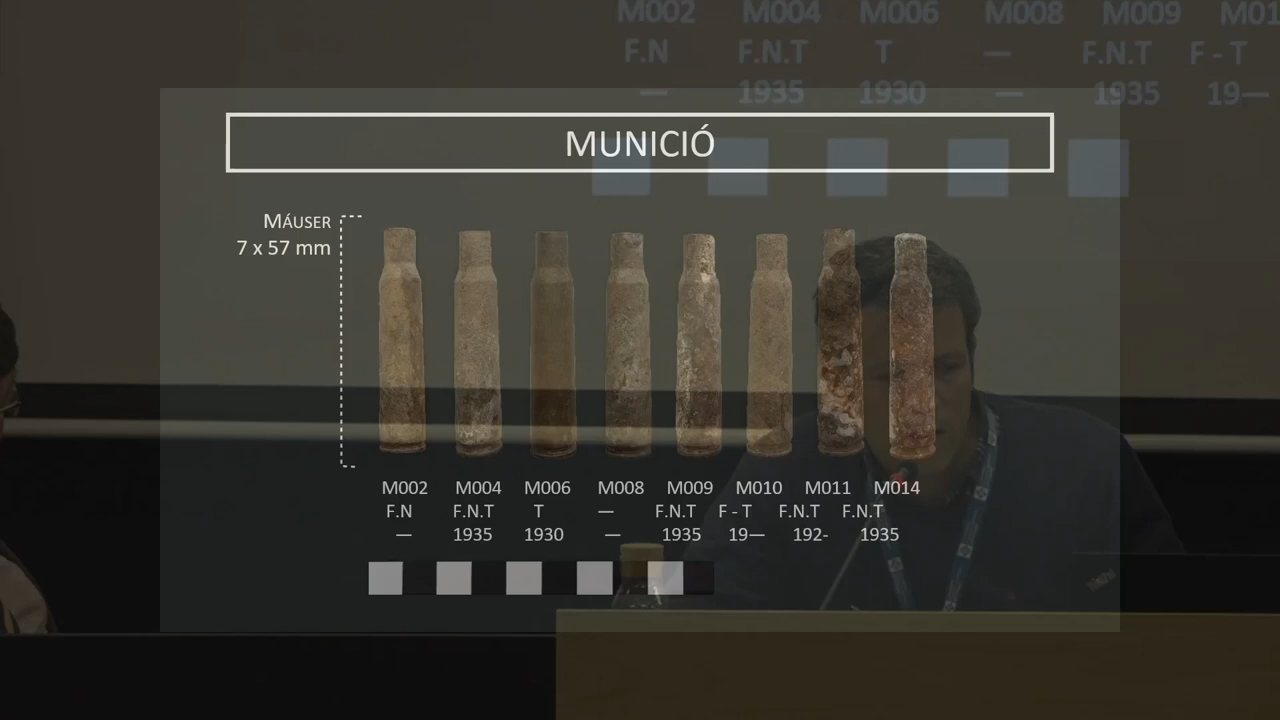 M002 M004 M006 M008 M009 M01
F.N F.N.T T — F.N.T F - T
— 1935 1930 — 1935 19—
MUNICIÓ
MÁUSER
7 x 57 mm
M002 M004 M006 M008 M009 M010 M011 M014
F.N F.N.T T — F.N.T F - T F.N.T F.N.T
— 1935 1930 — 1935 19— 192- 1935